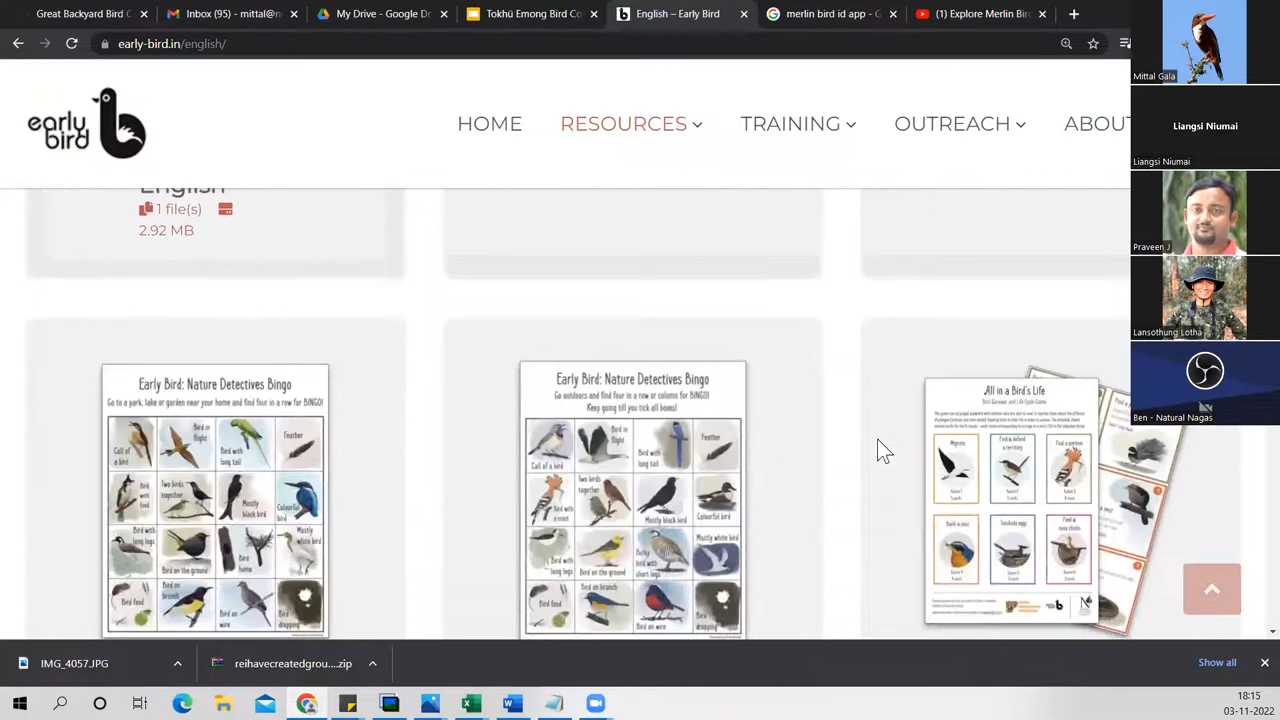 Great Backyard Bird C
Inbox (95) - mittal@n
My Drive - Google D
Tokhü Emong Bird Co
English – Early Bird
merlin bird id app - G
(1) Explore Merlin Bir
early-bird.in/english/
early bird
HOME
RESOURCES
TRAINING
OUTREACH
ABOUT
English
1 file(s)
2.92 MB
Early Bird: Nature Detectives Bingo
Go to a park, lake or garden near your home and find four in a row for BINGO!
Call of a bird
Bird in flight
Bird with long tail
Feather
Bird with food
Two birds together
Mostly black bird
Colourful bird
Bird with long legs
Bird on the ground
Bird home
Mostly white bird
Bird food
Bird on branch
Bird on wire
Bird dropping
Early Bird: Nature Detectives Bingo
Go outdoors and find four in a row or column for BINGO!
Keep going till you tick all boxes!
Call of a bird
Bird in flight
Bird with long tail
Feather
Bird with a crest
Two birds together
Mostly black bird
Colourful bird
Bird with long legs
Bird on the ground
Bulky bird with short legs
Mostly white bird
Bird food
Bird on branch
Bird on wire
Bird dropping
All in a Bird's Life
Migrate
Find & defend a territory
Find a partner
Build a nest
Incubate eggs
Mittal Gala
Liangsi Niumai
Liangsi Niumai
Praveen J
Lansothung Lotha
Ben - Natural Nagas
IMG_4057.JPG
reihavecreatedgrou....zip
Show all
18:15
03-11-2022